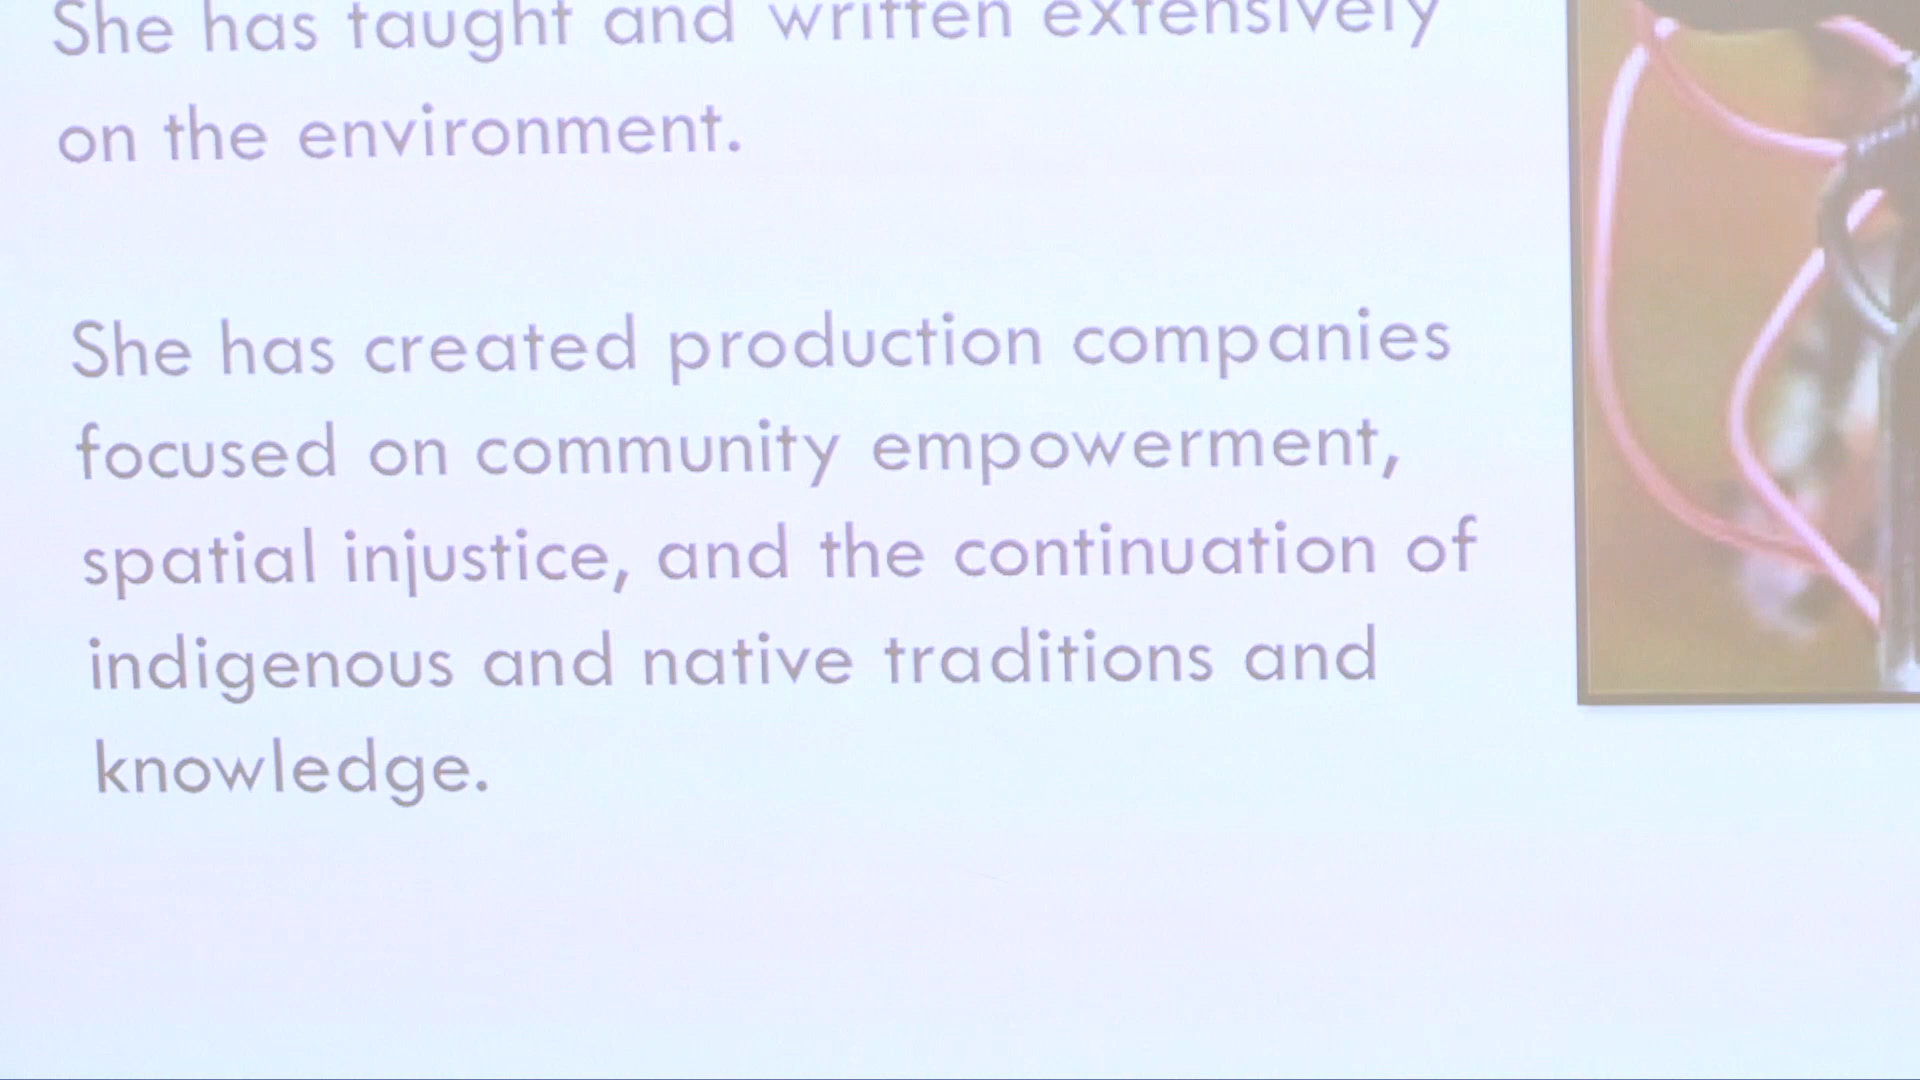 She has taught and written extensively
on the environment.
She has created production companies
focused on community empowerment,
spatial injustice, and the continuation of
indigenous and native traditions and
knowledge.